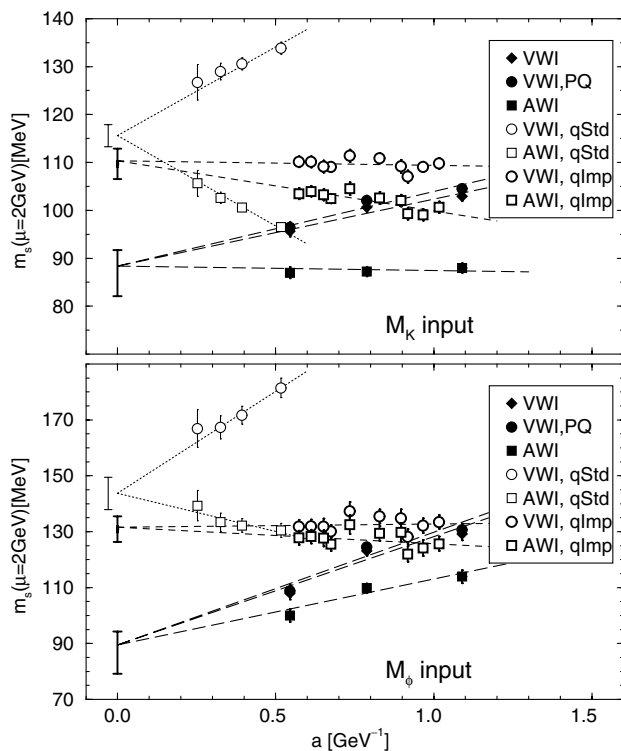 140
130
120
110
100
90
80
m_s(μ=2GeV)[MeV]
VWI
VWI,PQ
AWI
VWI, qStd
AWI, qStd
VWI, qImp
AWI, qImp
M_K input
170
150
130
110
90
70
m_s(μ=2GeV)[MeV]
VWI
VWI,PQ
AWI
VWI, qStd
AWI, qStd
VWI, qImp
AWI, qImp
M_ϕ input
0.0 0.5 1.0 1.5
a [GeV⁻¹]